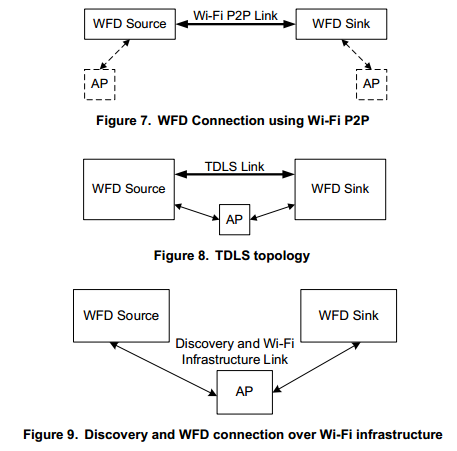 WFD Source Wi-Fi P2P Link WFD Sink
AP AP
Figure 7. WFD Connection using Wi-Fi P2P
TDLS Link
WFD Source WFD Sink
AP
Figure 8. TDLS topology
WFD Source WFD Sink
Discovery and Wi-Fi
Infrastructure Link
AP
Figure 9. Discovery and WFD connection over Wi-Fi infrastructure